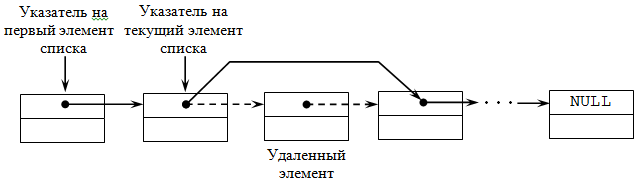 Указатель на
первый элемент
списка
Указатель на
текущий элемент
списка
NULL
Удаленный
элемент